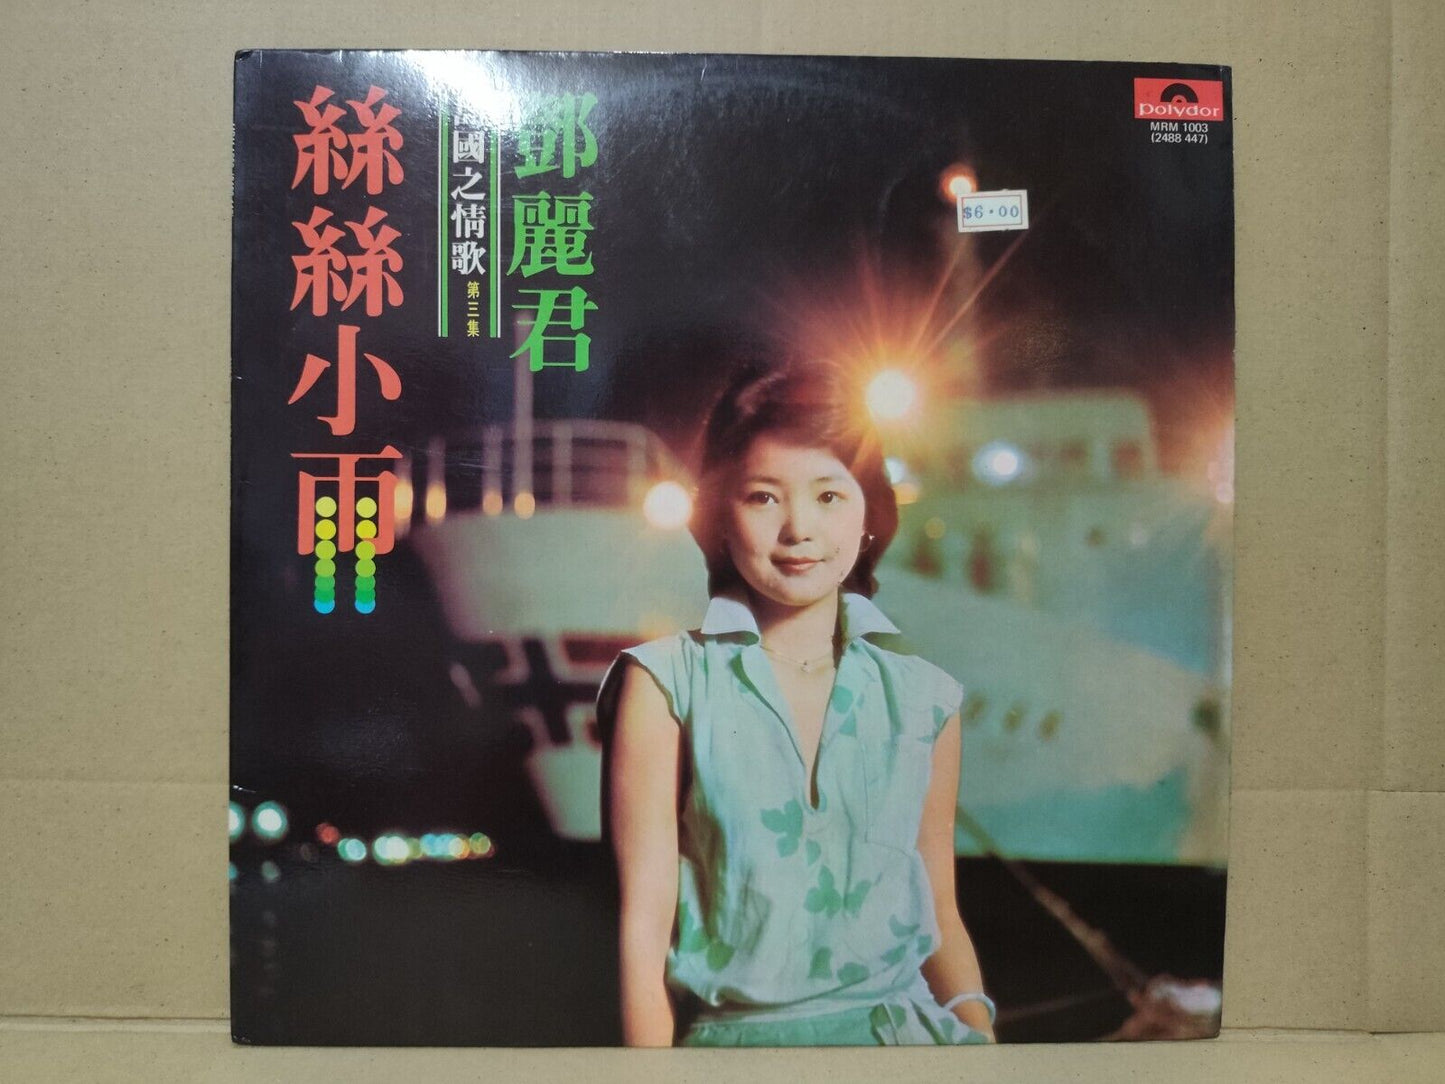 絲絲小雨
島國之情歌
第三集
鄧麗君
polydor
MRM 1003
(2488 447)
$6.00